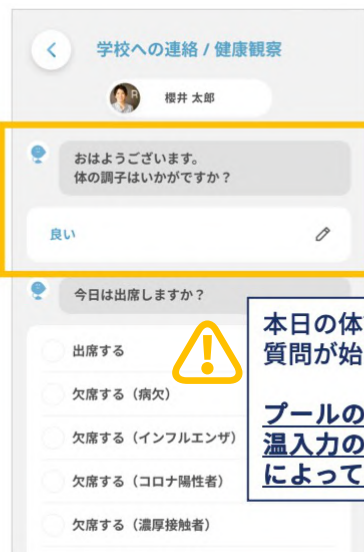 学校への連絡 / 健康観察
櫻井 太郎
おはようございます。
体の調子はいかがですか？
良い
今日は出席しますか？
出席する
欠席する（病欠）
欠席する（インフルエンザ）
欠席する（コロナ陽性者）
欠席する（濃厚接触者）
本日の体
質問が始
プールの
温入力の
によって